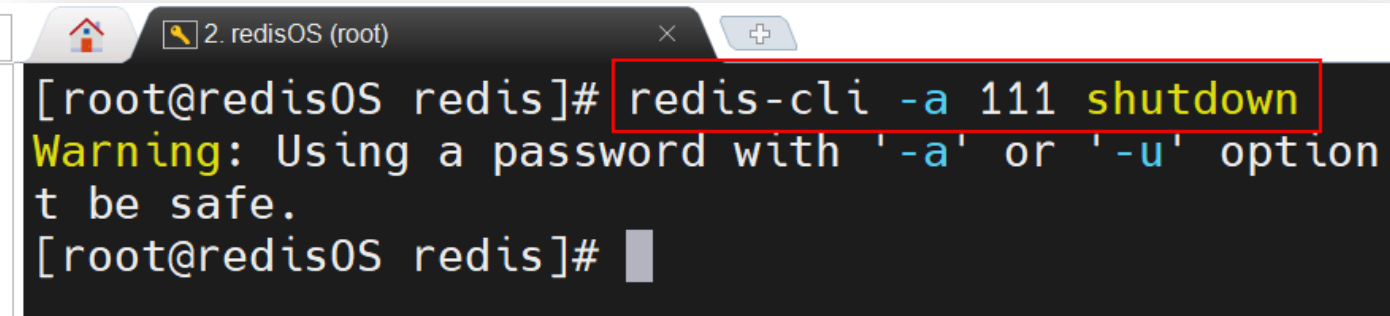 2. redisOS (root)
[root@redisOS redis]# redis-cli -a 111 shutdown
Warning: Using a password with '-a' or '-u' option
t be safe.
[root@redisOS redis]#